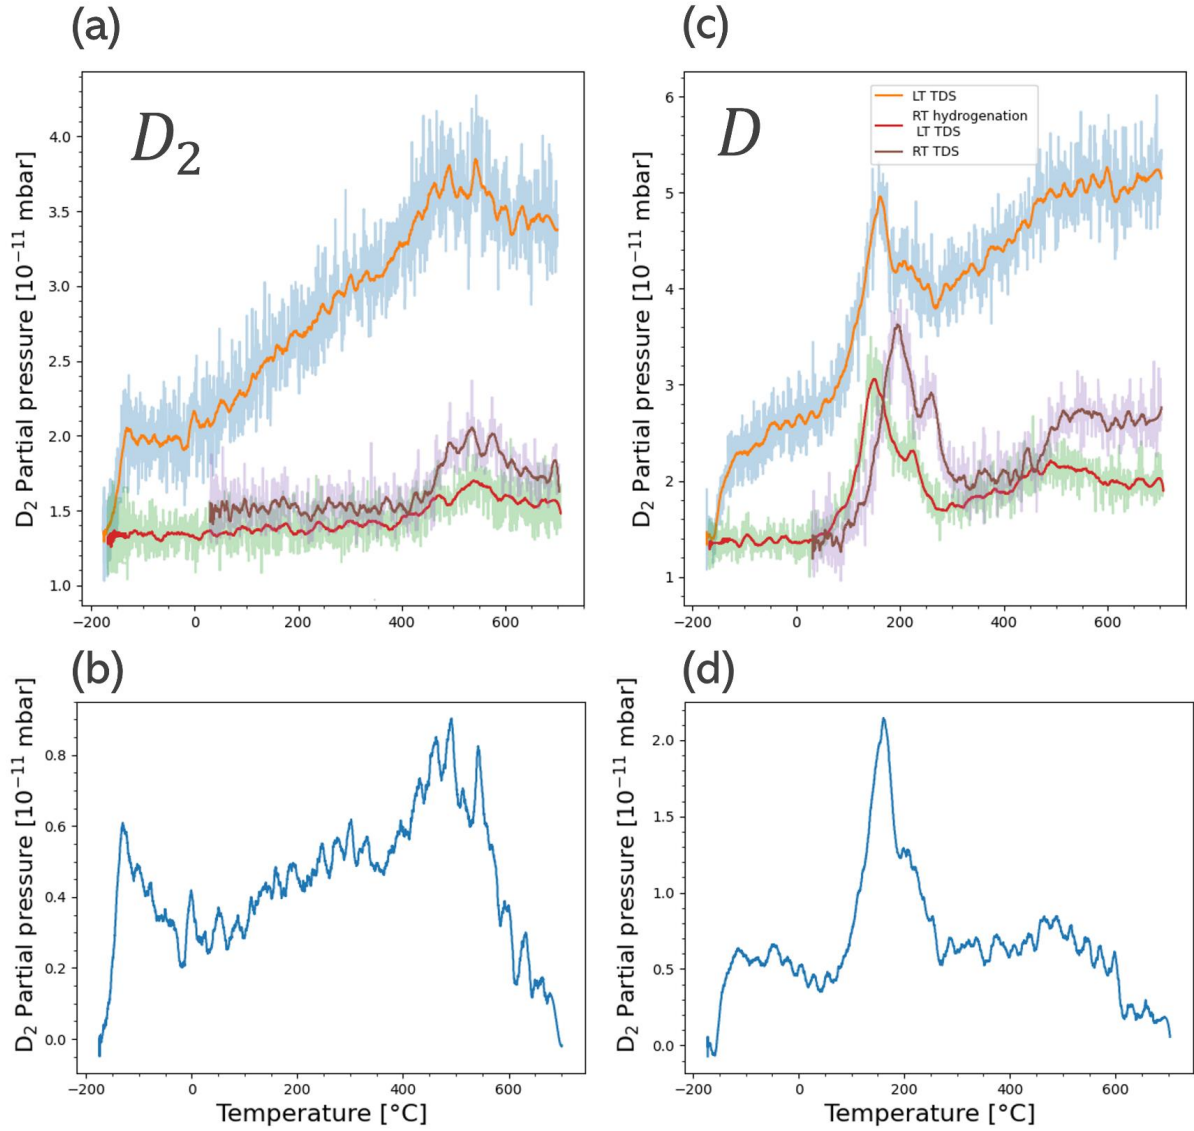 (a)
D₂
D₂ Partial pressure [10⁻¹¹ mbar]
4.0
3.5
3.0
2.5
2.0
1.5
1.0
−200 0 200 400 600
(c)
D
LT TDS
RT hydrogenation
LT TDS
RT TDS
D₂ Partial pressure [10⁻¹¹ mbar]
6
5
4
3
2
1
−200 0 200 400 600
(b)
D₂ Partial pressure [10⁻¹¹ mbar]
0.8
0.6
0.4
0.2
0.0
−200 0 200 400 600
Temperature [°C]
(d)
D₂ Partial pressure [10⁻¹¹ mbar]
2.0
1.5
1.0
0.5
0.0
−200 0 200 400 600
Temperature [°C]